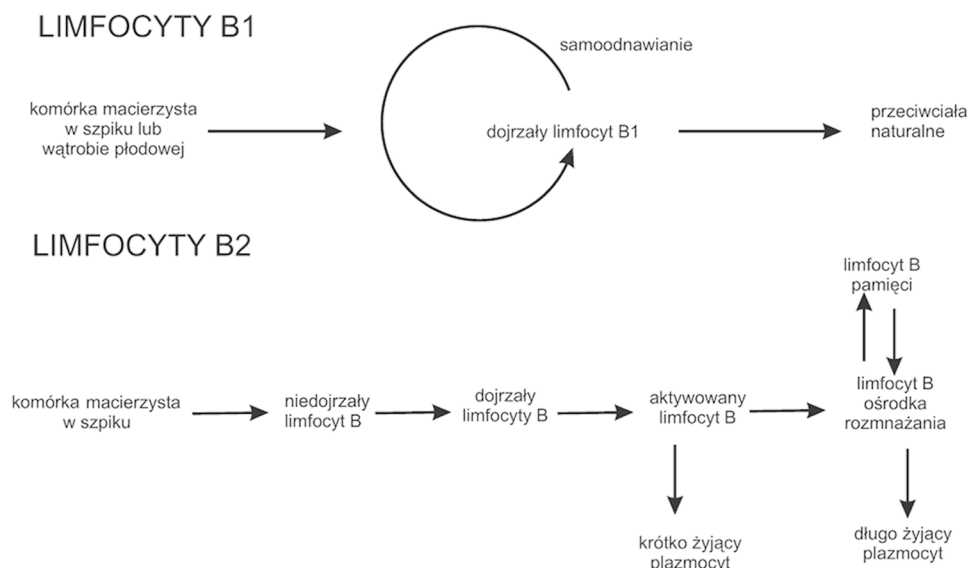 LIMFOCYTY B1
samoodnawianie
komórka macierzysta
w szpiku lub
wątrobie płodowej
dojrzały limfocyt B1
przeciwciała
naturalne
LIMFOCYTY B2
limfocyt B
pamięci
komórka macierzysta
w szpiku
niedojrzały
limfocyt B
dojrzały
limfocyty B
aktywowany
limfocyt B
limfocyt B
ośrodka
rozmnażania
krótko żyjący
plazmocyt
długo żyjący
plazmocyt